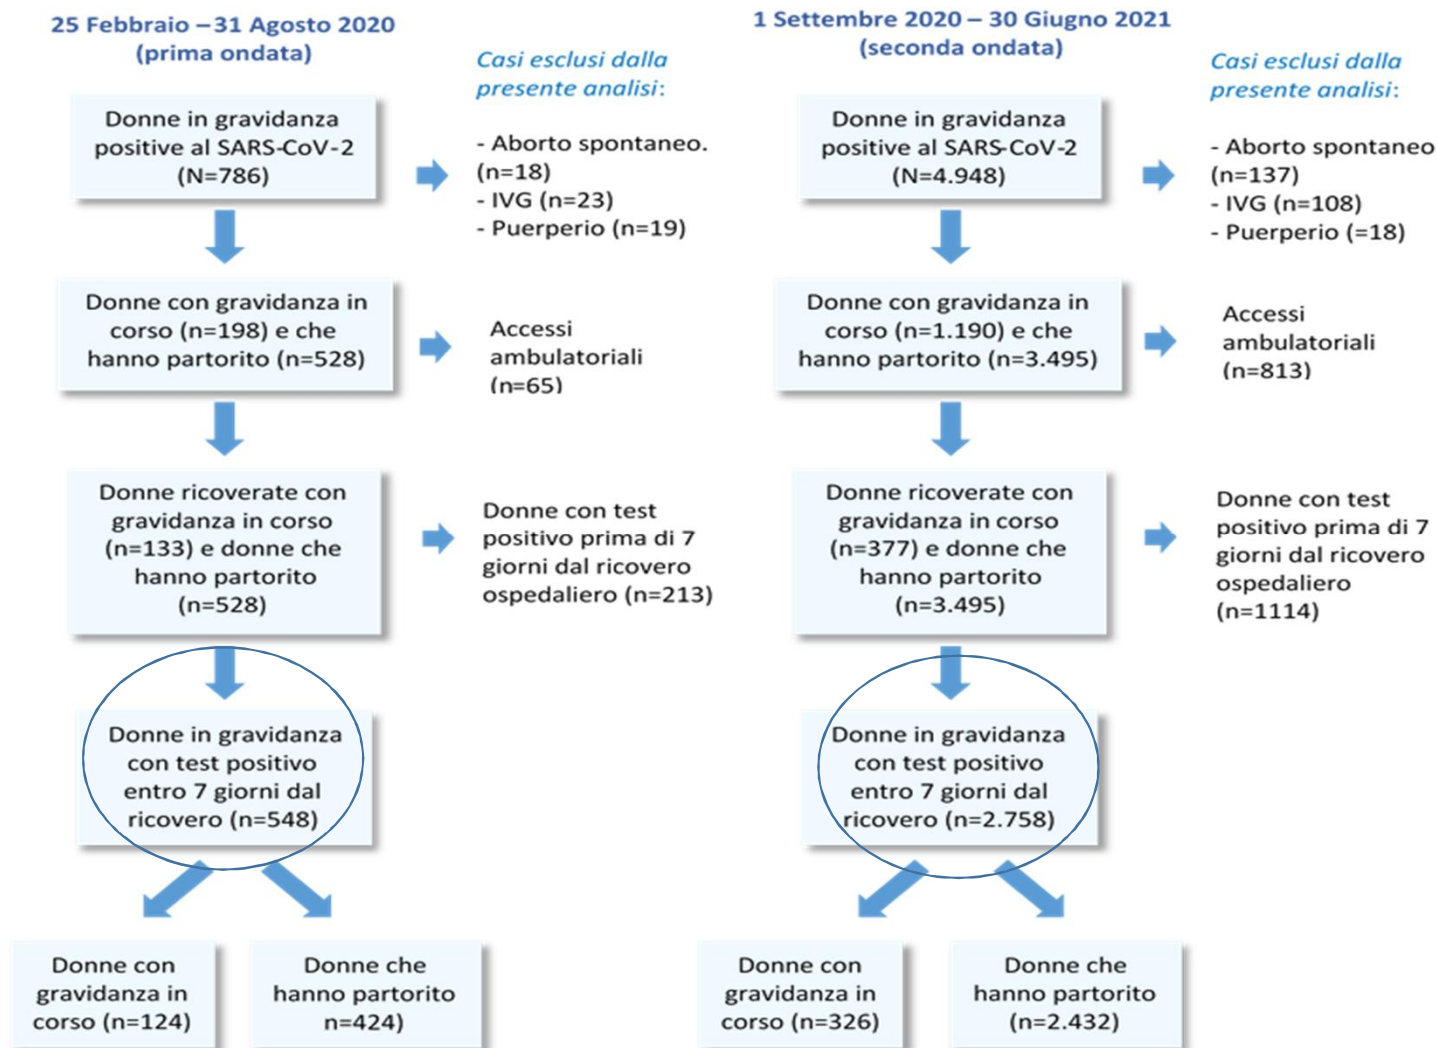 25 Febbraio –31 Agosto 2020
(prima ondata)
Casi esclusi dalla
presente analisi:
Donne in gravidanza
positive al SARS-CoV-2
(N=786)
- Aborto spontaneo.
(n=18)
- IVG (n=23)
- Puerperio (n=19)
Donne con gravidanza in
corso (n=198) e che
hanno partorito (n=528)
Accessi
ambulatoriali
(n=65)
Donne ricoverate con
gravidanza in corso
(n=133) e donne che
hanno partorito
(n=528)
Donne con test
positivo prima di 7
giorni dal ricovero
ospedaliero (n=213)
Donne in gravidanza
con test positivo
entro 7 giorni dal
ricovero (n=548)
Donne con
gravidanza in
corso (n=124)
Donne che
hanno partorito
n=424)
1 Settembre 2020 – 30 Giugno 2021
(seconda ondata)
Casi esclusi dalla
presente analisi:
Donne in gravidanza
positive al SARS-CoV-2
(N=4.948)
- Aborto spontaneo
(n=137)
- IVG (n=108)
- Puerperio (=18)
Donne con gravidanza in
corso (n=1.190) e che
hanno partorito (n=3.495)
Accessi
ambulatoriali
(n=813)
Donne ricoverate con
gravidanza in corso
(n=377) e donne che
hanno partorito
(n=3.495)
Donne con test
positivo prima di 7
giorni dal ricovero
ospedaliero
(n=1114)
Donne in gravidanza
con test positivo
entro 7 giorni dal
ricovero (n=2.758)
Donne con
gravidanza in
corso (n=326)
Donne che
hanno partorito
(n=2.432)